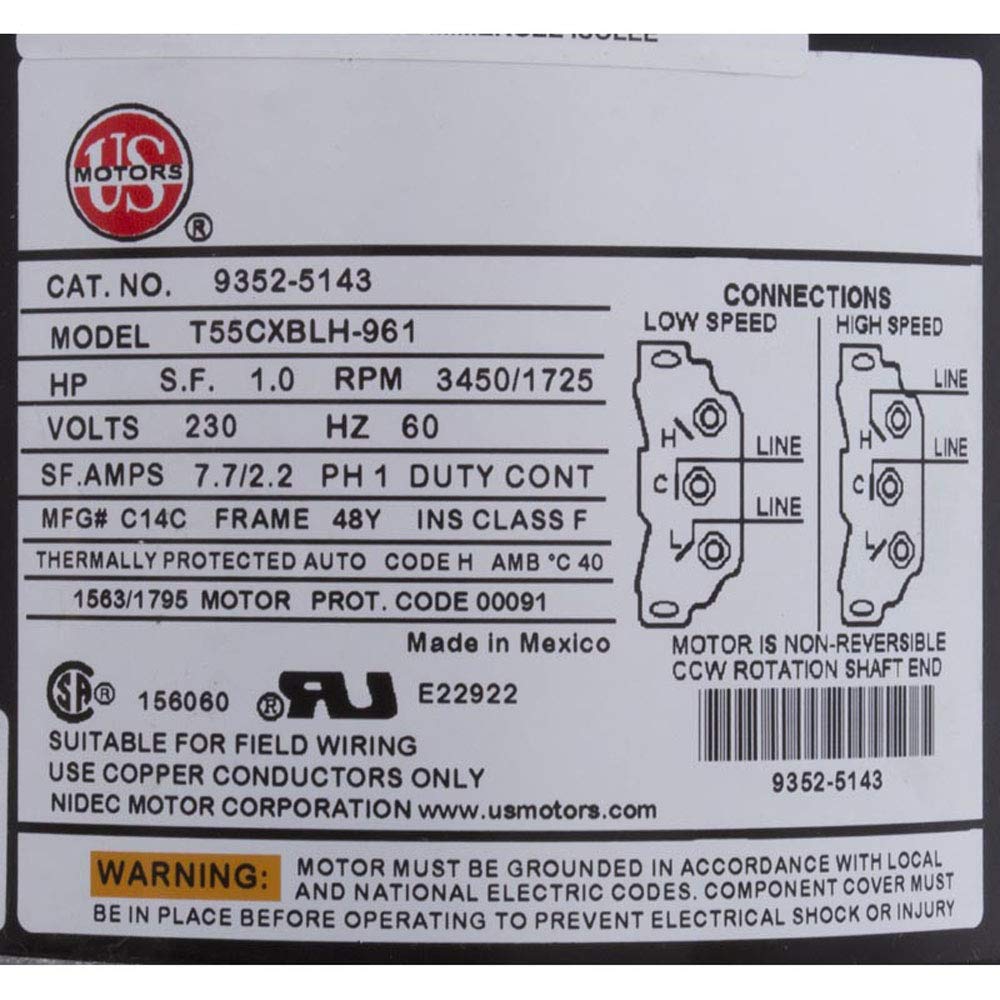 US
MOTORS
®
CAT. NO. 9352-5143
MODEL T55CXBLH-961
HP S.F. 1.0 RPM 3450/1725
VOLTS 230 HZ 60
SF.AMPS 7.7/2.2 PH 1 DUTY CONT
MFG# C14C FRAME 48Y INS CLASS F
THERMALLY PROTECTED AUTO CODE H AMB °C 40
1563/1795 MOTOR PROT. CODE 00091
Made in Mexico
CONNECTIONS
LOW SPEED HIGH SPEED
LINE
H LINE H LINE
C C
LINE
L L
MOTOR IS NON-REVERSIBLE
CCW ROTATION SHAFT END
9352-5143
SA ® 156060 ® RU E22922
SUITABLE FOR FIELD WIRING
USE COPPER CONDUCTORS ONLY
NIDEC MOTOR CORPORATION www.usmotors.com
WARNING: MOTOR MUST BE GROUNDED IN ACCORDANCE WITH LOCAL
AND NATIONAL ELECTRIC CODES. COMPONENT COVER MUST
BE IN PLACE BEFORE OPERATING TO PREVENT ELECTRICAL SHOCK OR INJURY